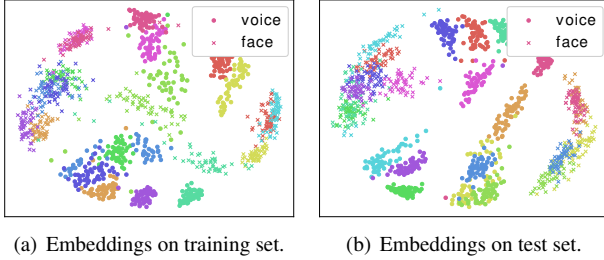 voice
face
voice
face
(a) Embeddings on training set.
(b) Embeddings on test set.